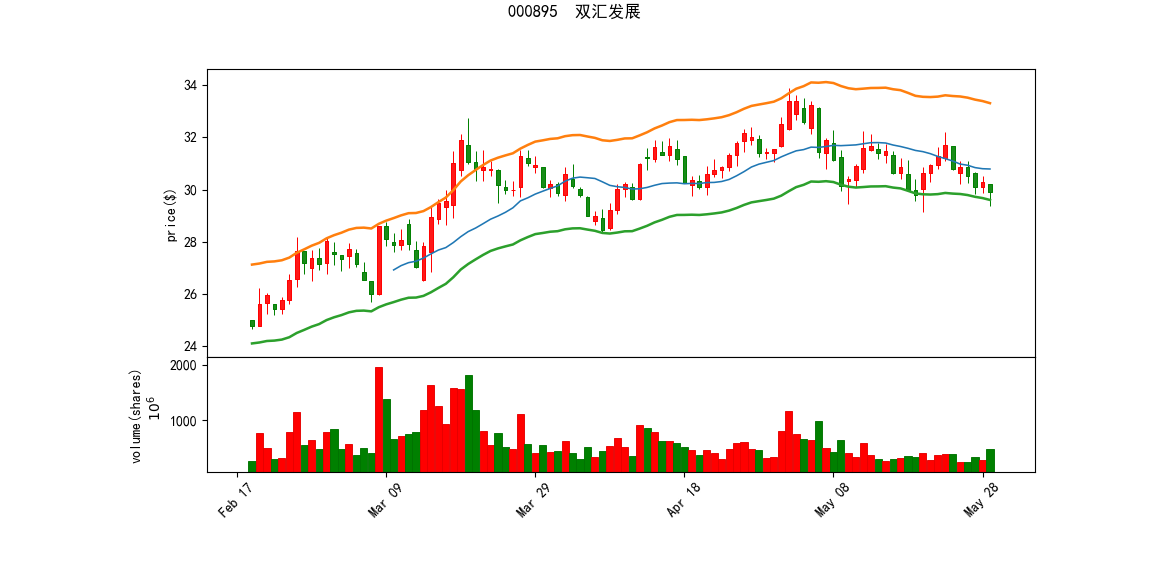 000895  双汇发展
price($)
34
32
30
28
26
24
volume(shares)
10^6
2000
1000
Feb 17
Mar 09
Mar 29
Apr 18
May 08
May 28